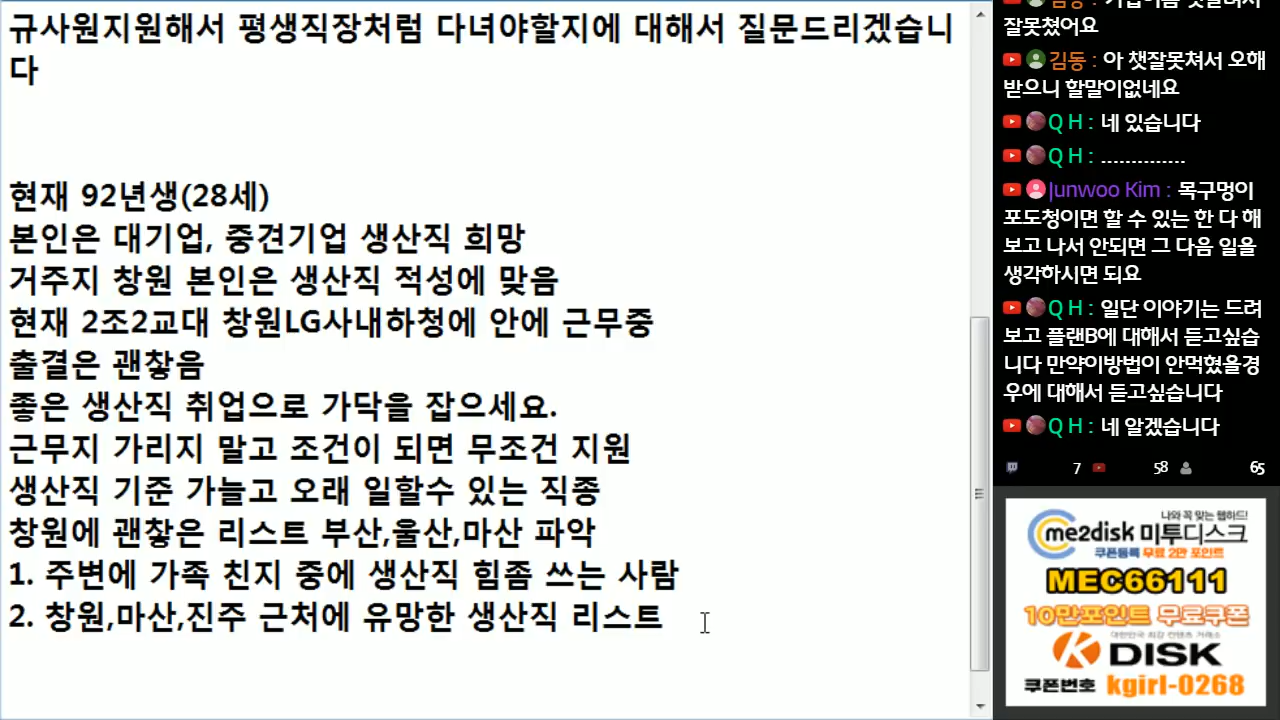 규사원지원해서 평생직장처럼 다녀야할지에 대해서 질문드리겠습니
다
현재 92년생(28세)
본인은 대기업, 중견기업 생산직 희망
거주지 창원 본인은 생산직 적성에 맞음
현재 2조2교대 창원LG사내하청에 안에 근무중
출결은 괜찮음
좋은 생산직 취업으로 가닥을 잡으세요.
근무지 가리지 말고 조건이 되면 무조건 지원
생산직 기준 가늘고 오래 일할수 있는 직종
창원에 괜찮은 리스트 부산,울산,마산 파악
1. 주변에 가족 친지 중에 생산직 힘좀 쓰는 사람
2. 창원,마산,진주 근처에 유망한 생산직 리스트
잘못쳤어요
김동 : 아 챗잘못쳐서 오해
받으니 할말이없네요
Q H : 네 있습니다
Q H : ..............
Junwoo Kim : 목구멍이
포도청이면 할 수 있는 한 다 해
보고 나서 안되면 그 다음 일을
생각하시면 되요
Q H : 일단 이야기는 드려
보고 플랜B에 대해서 듣고싶습
니다 만약이방법이 안먹혔을경
우에 대해서 듣고싶습니다
Q H : 네 알겠습니다
7 58 65
나와 꼭 맞는 웹하드!
me2disk 미투디스크
쿠폰등록 무료 2만 포인트
MEC66111
10만포인트 무료쿠폰
대한민국 최강 컨텐츠 거래소
K DISK
쿠폰번호 kgirl-0268